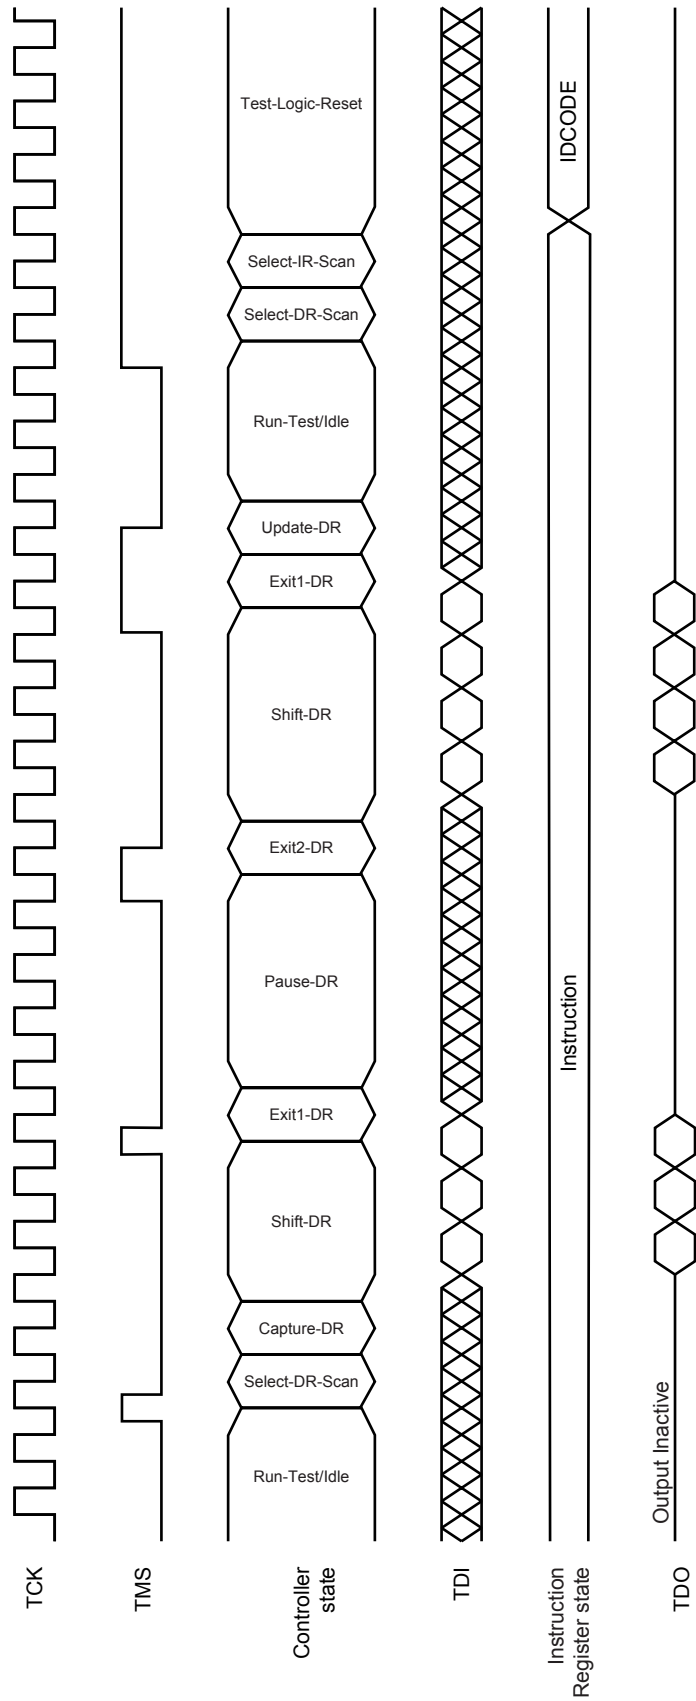 TCK
TMS
Controller
state
Run-Test/Idle
Select-DR-Scan
Capture-DR
Shift-DR
Exit1-DR
Pause-DR
Exit2-DR
Shift-DR
Exit1-DR
Update-DR
Run-Test/Idle
Select-DR-Scan
Select-IR-Scan
Test-Logic-Reset
TDI
Instruction
Register state
Instruction
IDCODE
TDO
Output Inactive